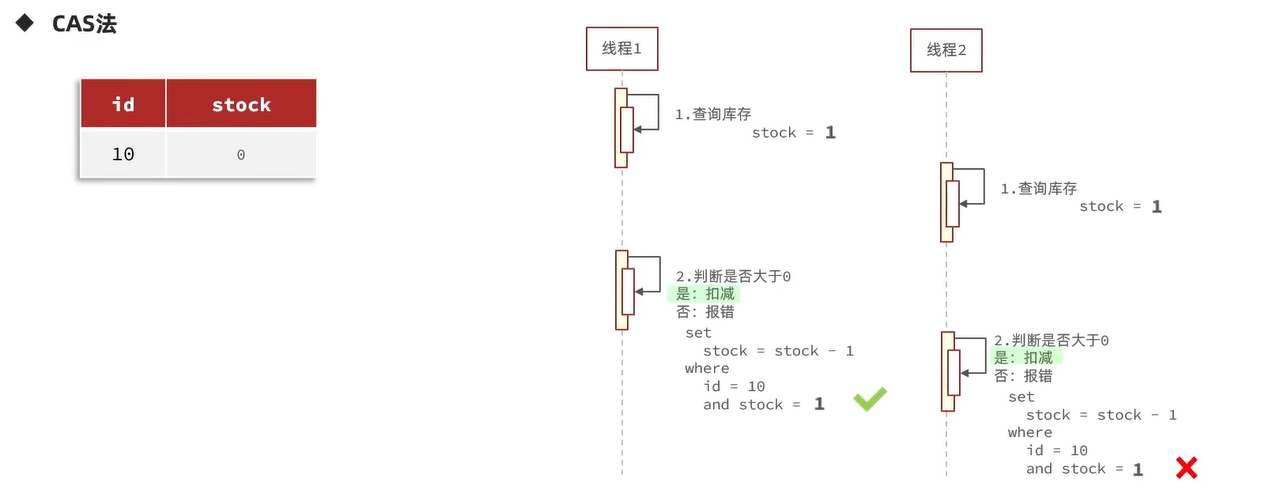 ◆ CAS法
id stock
10 0
线程1
1.查询库存
stock = 1
2.判断是否大于0
是：扣减
否：报错
set
stock = stock - 1
where
id = 10
and stock = 1
线程2
1.查询库存
stock = 1
2.判断是否大于0
是：扣减
否：报错
set
stock = stock - 1
where
id = 10
and stock = 1